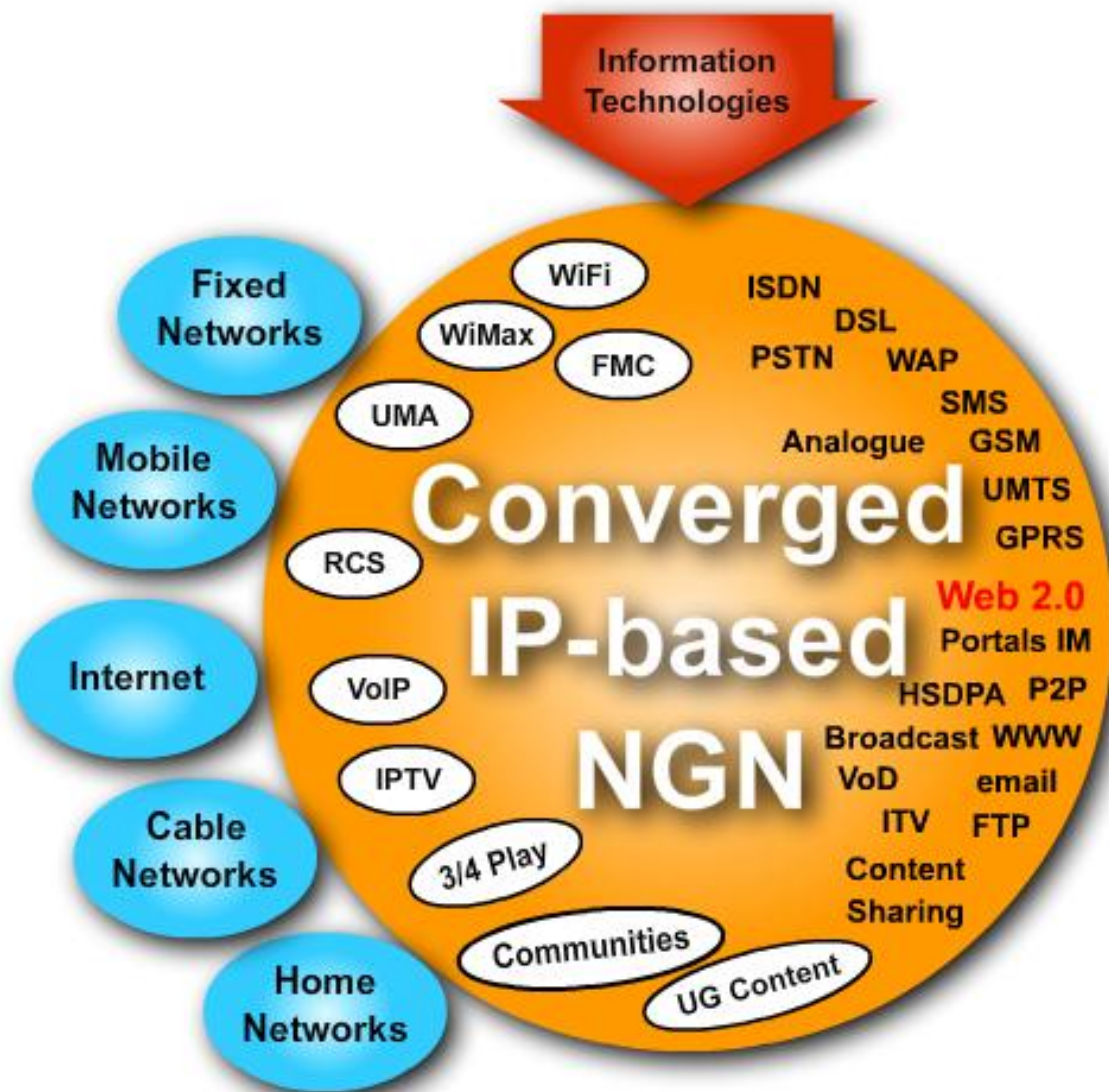 Information
Technologies
Fixed
Networks
Mobile
Networks
Internet
Cable
Networks
Home
Networks
WiFi
WiMax
FMC
UMA
RCS
VoIP
IPTV
3/4 Play
Communities
UG Content
Converged
IP-based
NGN
ISDN
DSL
PSTN WAP
SMS
Analogue GSM
UMTS
GPRS
Web 2.0
Portals IM
HSDPA P2P
Broadcast WWW
VoD email
ITV FTP
Content
Sharing